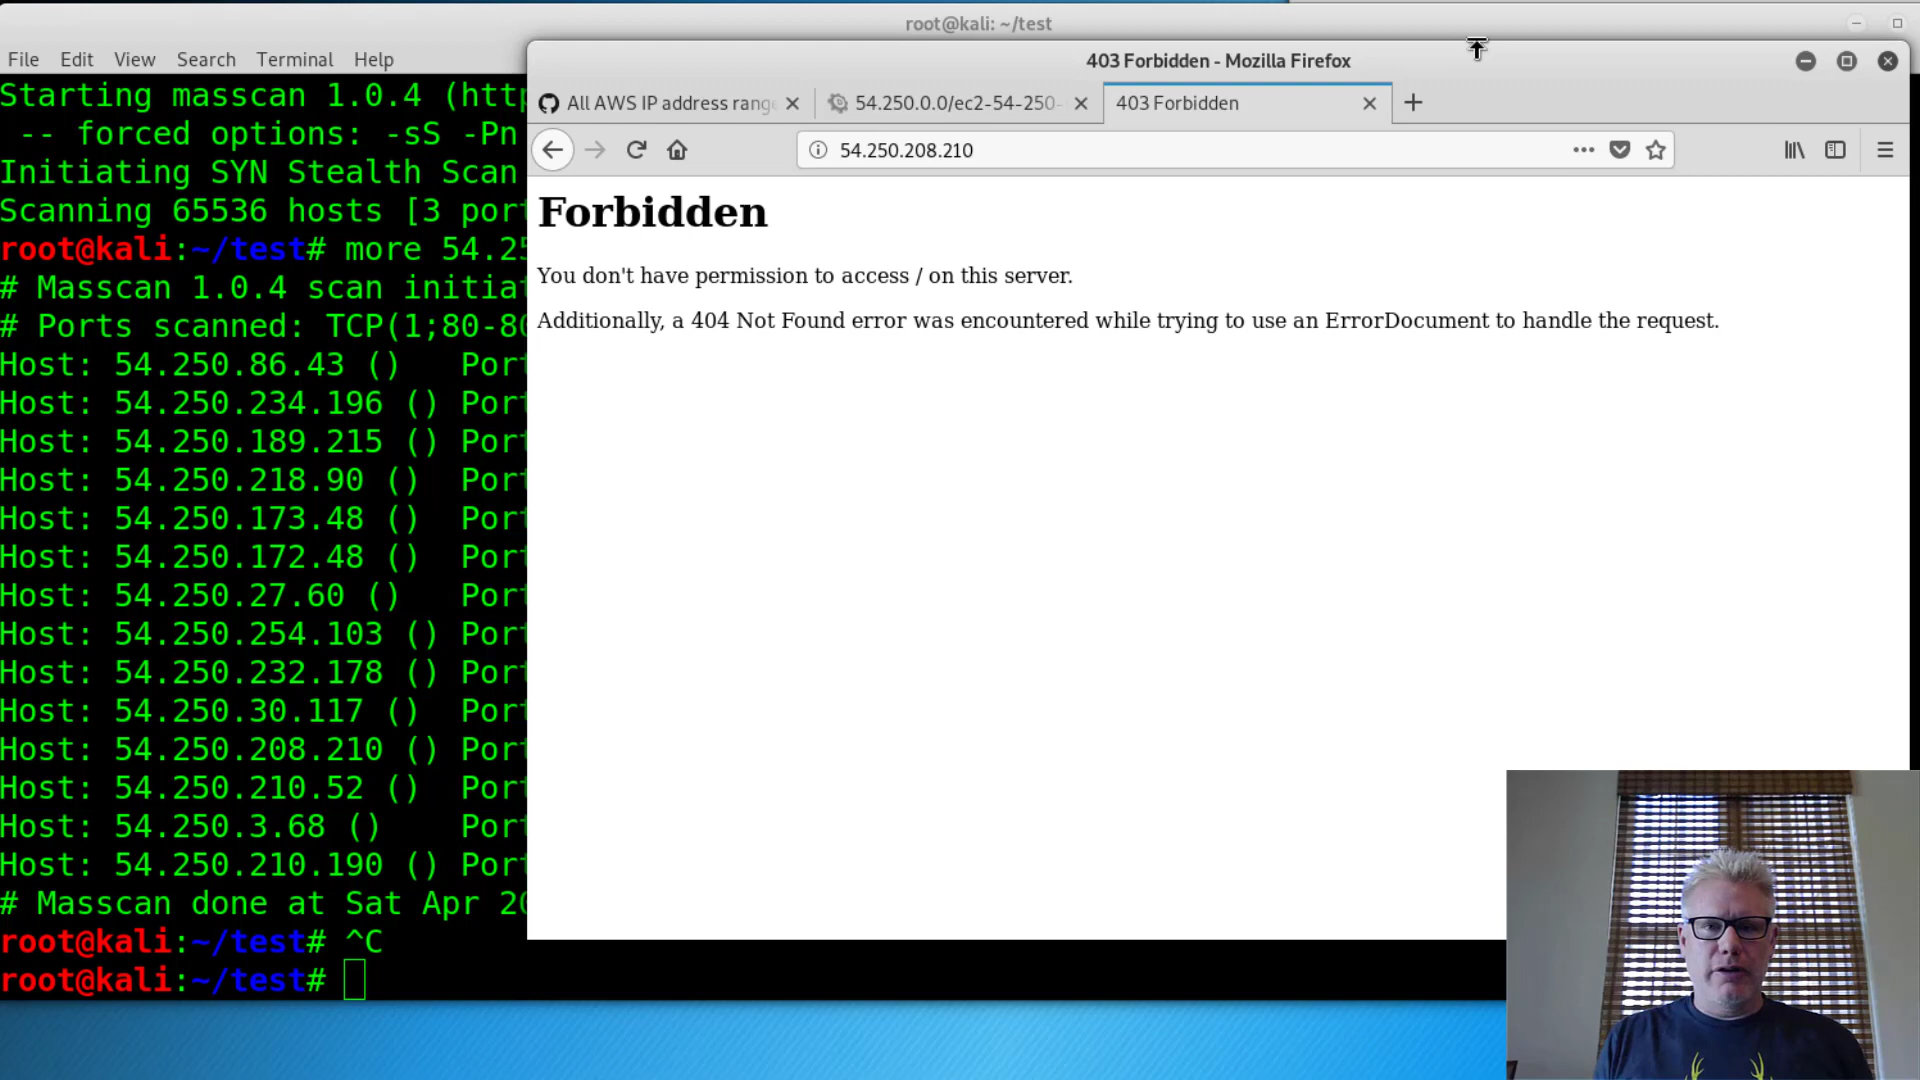 root@kali: ~/test
File Edit View Search Terminal Help
Starting masscan 1.0.4 (http
-- forced options: -sS -Pn
Initiating SYN Stealth Scan
Scanning 65536 hosts [3 por
root@kali:~/test# more 54.25
# Masscan 1.0.4 scan initia
# Ports scanned: TCP(1;80-80
Host: 54.250.86.43 () Por
Host: 54.250.234.196 () Por
Host: 54.250.189.215 () Por
Host: 54.250.218.90 () Por
Host: 54.250.173.48 () Por
Host: 54.250.172.48 () Por
Host: 54.250.27.60 () Por
Host: 54.250.254.103 () Por
Host: 54.250.232.178 () Por
Host: 54.250.30.117 () Por
Host: 54.250.208.210 () Por
Host: 54.250.210.52 () Por
Host: 54.250.3.68 () Por
Host: 54.250.210.190 () Por
# Masscan done at Sat Apr 20
root@kali:~/test# ^C
root@kali:~/test#
403 Forbidden - Mozilla Firefox
All AWS IP address rang
54.250.0.0/ec2-54-250-
403 Forbidden
54.250.208.210
Forbidden
You don't have permission to access / on this server.
Additionally, a 404 Not Found error was encountered while trying to use an ErrorDocument to handle the request.